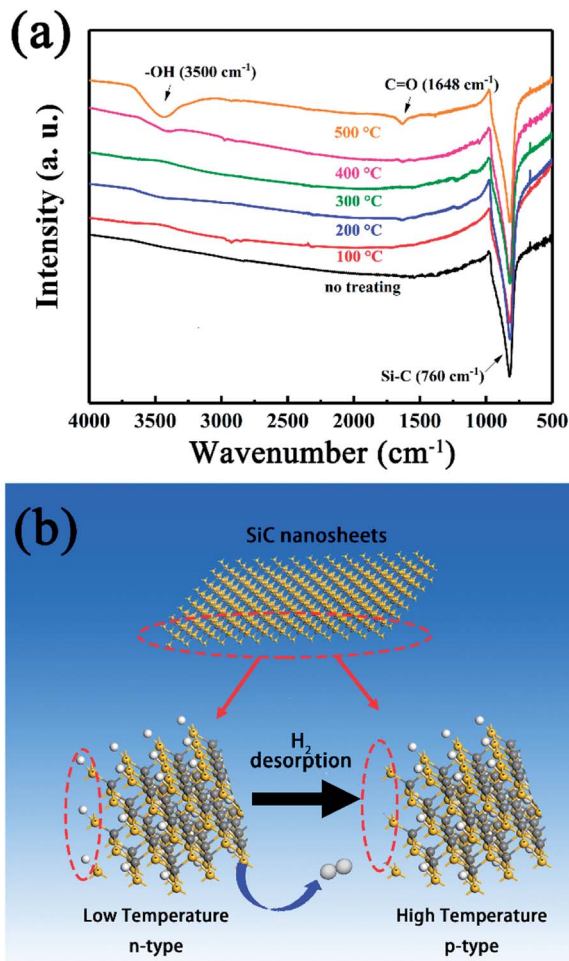 (a)
-OH (3500 cm⁻¹)
C=O (1648 cm⁻¹)
500 °C
400 °C
300 °C
200 °C
100 °C
no treating
Si-C (760 cm⁻¹)
Intensity (a. u.)
4000 3500 3000 2500 2000 1500 1000 500
Wavenumber (cm⁻¹)
(b)
SiC nanosheets
H₂
desorption
Low Temperature
n-type
High Temperature
p-type